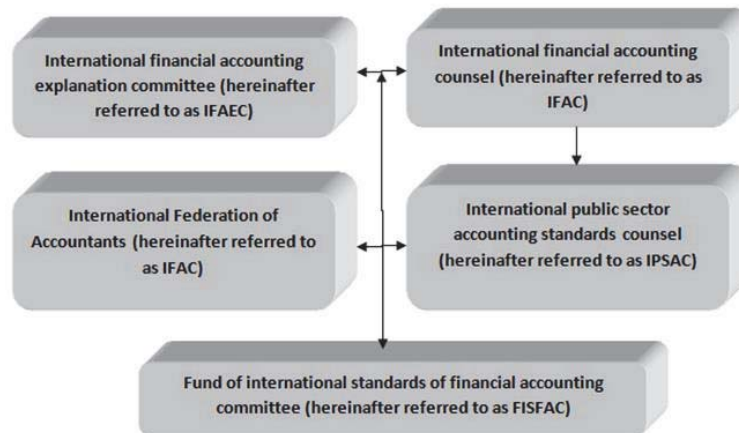 International financial accounting
explanation committee (hereinafter
referred to as IFAEC)
International financial accounting
counsel (hereinafter referred to as
IFAC)
International Federation of
Accountants (hereinafter referred to
as IFAC)
International public sector
accounting standards counsel
(hereinafter referred to as IPSAC)
Fund of international standards of financial accounting
committee (hereinafter referred to as FISFAC)